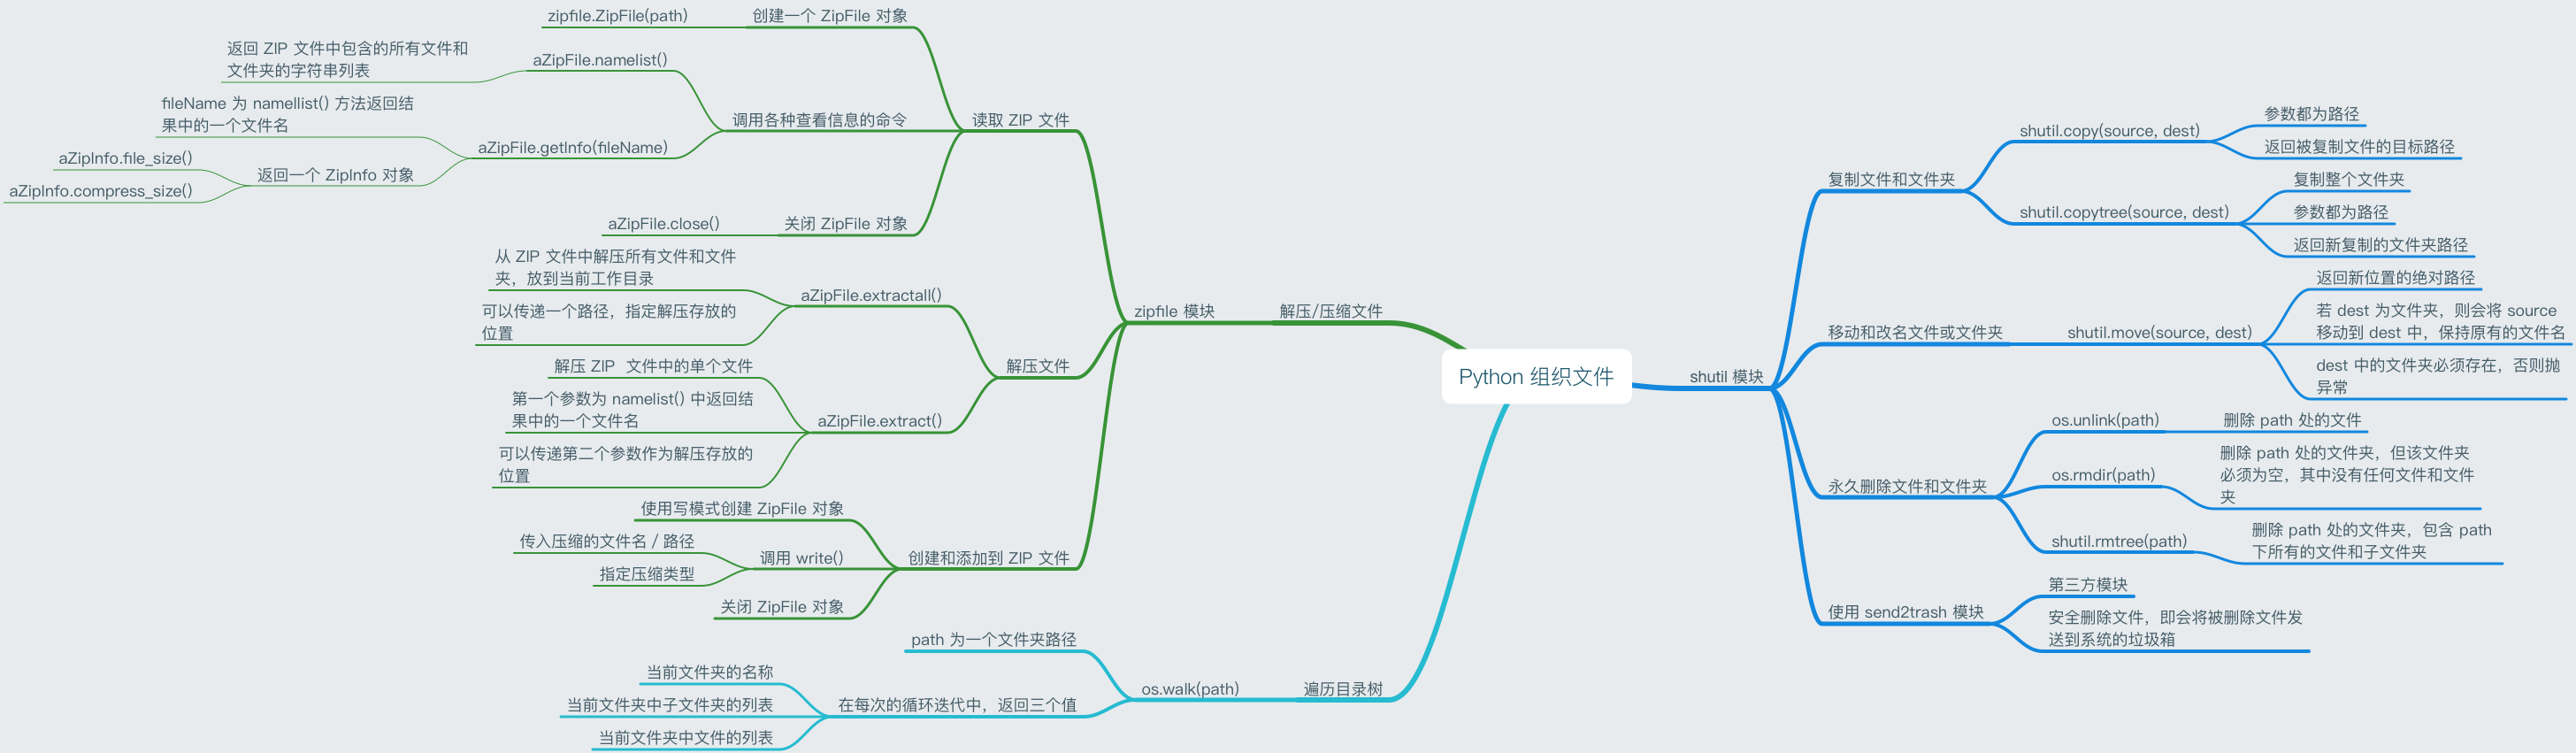 Python 组织文件
shutil 模块
复制文件和文件夹
shutil.copy(source, dest)
参数都为路径
返回被复制文件的目标路径
shutil.copytree(source, dest)
复制整个文件夹
参数都为路径
返回新复制的文件夹路径
移动和改名文件或文件夹
shutil.move(source, dest)
返回新位置的绝对路径
若 dest 为文件夹，则会将 source
移动到 dest 中，保持原有的文件名
dest 中的文件夹必须存在，否则抛
异常
永久删除文件和文件夹
os.unlink(path)
删除 path 处的文件
os.rmdir(path)
删除 path 处的文件夹，但该文件夹
必须为空，其中没有任何文件和文件
夹
shutil.rmtree(path)
删除 path 处的文件夹，包含 path
下所有的文件和子文件夹
使用 send2trash 模块
第三方模块
安全删除文件，即会将被删除文件发
送到系统的垃圾箱
解压/压缩文件
zipfile 模块
读取 ZIP 文件
创建一个 ZipFile 对象
zipfile.ZipFile(path)
调用各种查看信息的命令
aZipFile.namelist()
返回 ZIP 文件中包含的所有文件和
文件夹的字符串列表
aZipFile.getInfo(fileName)
fileName 为 namellist() 方法返回结
果中的一个文件名
返回一个 ZipInfo 对象
aZipInfo.file_size()
aZipInfo.compress_size()
关闭 ZipFile 对象
aZipFile.close()
解压文件
aZipFile.extractall()
从 ZIP 文件中解压所有文件和文件
夹，放到当前工作目录
可以传递一个路径，指定解压存放的
位置
aZipFile.extract()
解压 ZIP  文件中的单个文件
第一个参数为 namelist() 中返回结
果中的一个文件名
可以传递第二个参数作为解压存放的
位置
创建和添加到 ZIP 文件
使用写模式创建 ZipFile 对象
调用 write()
传入压缩的文件名 / 路径
指定压缩类型
关闭 ZipFile 对象
遍历目录树
os.walk(path)
path 为一个文件夹路径
在每次的循环迭代中，返回三个值
当前文件夹的名称
当前文件夹中子文件夹的列表
当前文件夹中文件的列表